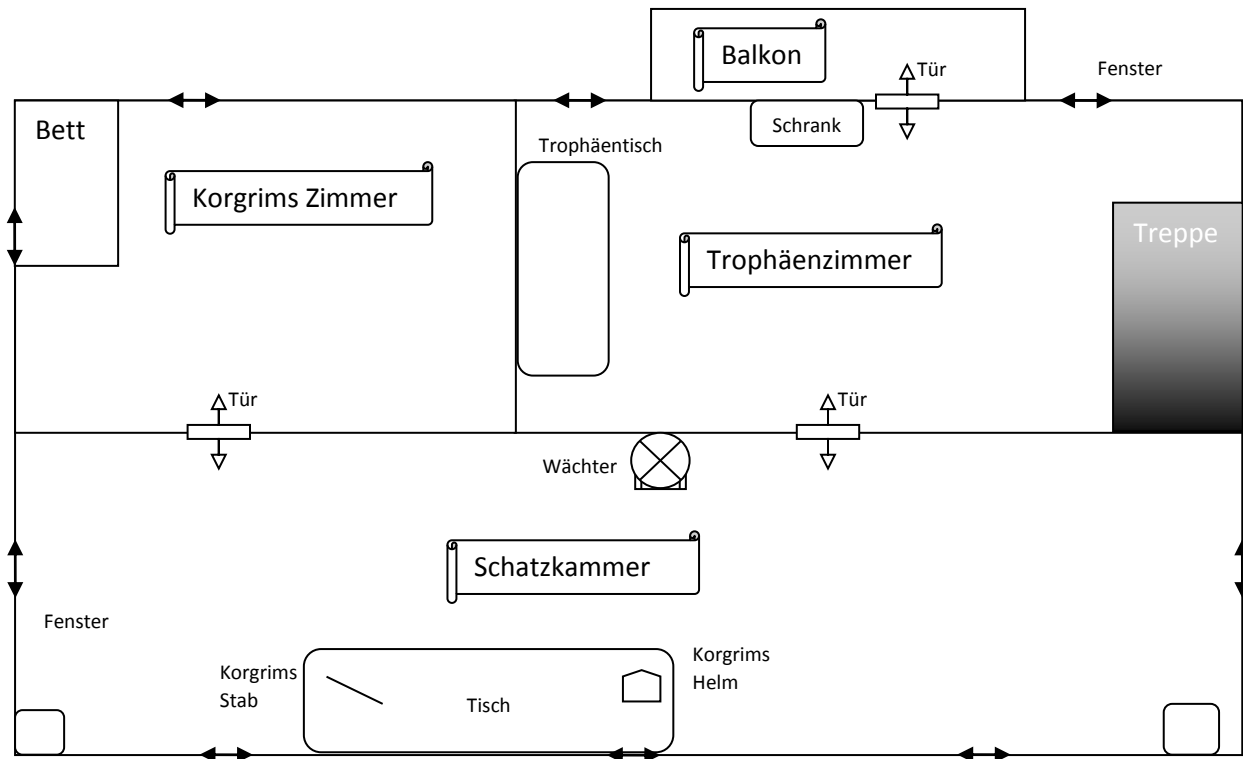 Balkon
Tür
Fenster
Bett
Schrank
Trophäentisch
Korgrims Zimmer
Treppe
Trophäenzimmer
Tür
Tür
Wächter
Schatzkammer
Fenster
Korgrims
Stab
Tisch
Korgrims
Helm